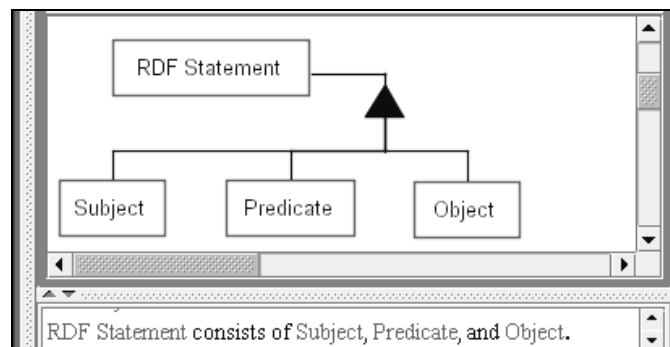 RDF Statement
Subject Predicate Object
RDF Statement consists of Subject, Predicate, and Object.